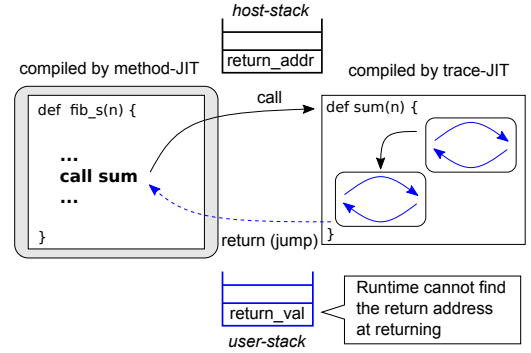 host-stack
return_addr
compiled by method-JIT
compiled by trace-JIT
def fib_s(n) {
...
call sum
...
}
call
def sum(n) {
}
return (jump)
return_val
user-stack
Runtime cannot find
the return address
at returning